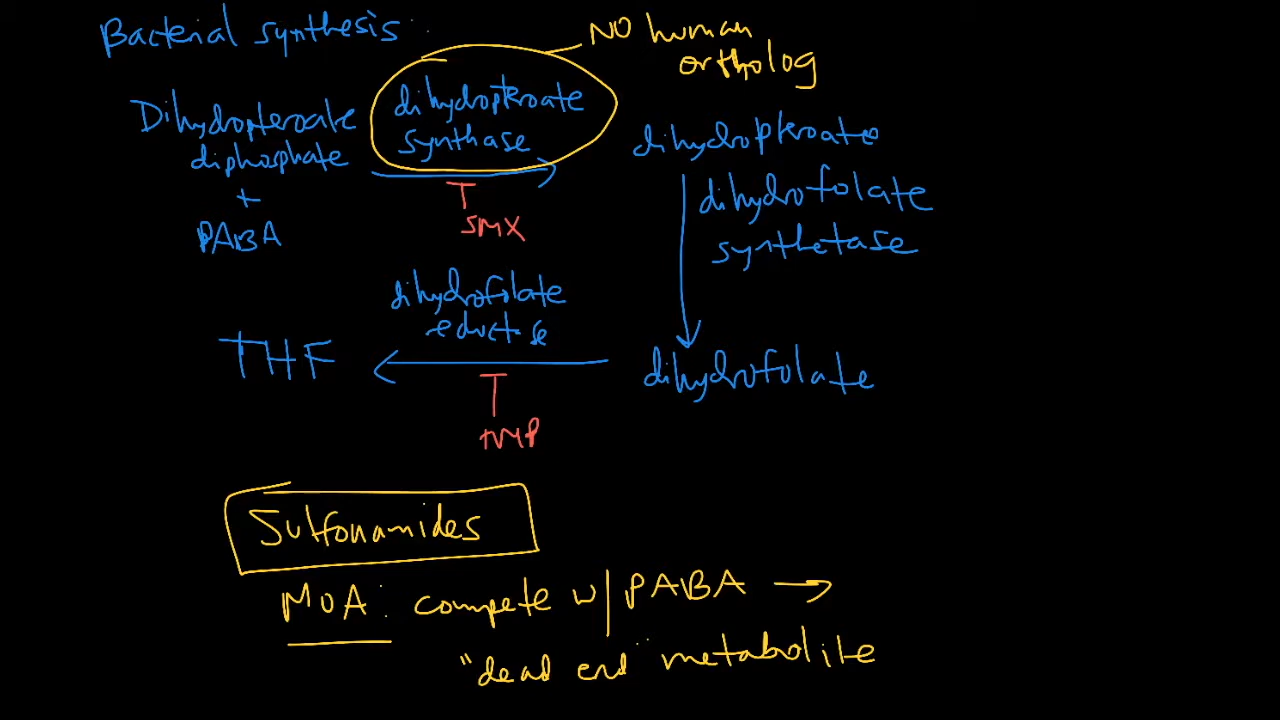 Bacterial synthesis:
NO human
ortholog
Dihydropteroate
diphosphate
+
PABA
dihydropteroate
synthase
SMX
dihydropteroate
dihydrofolate
synthetase
dihydrofolate
dihydrofolate
reductase
TMP
THF
Sulfonamides
MOA: compete w/ PABA →
"dead end" metabolite